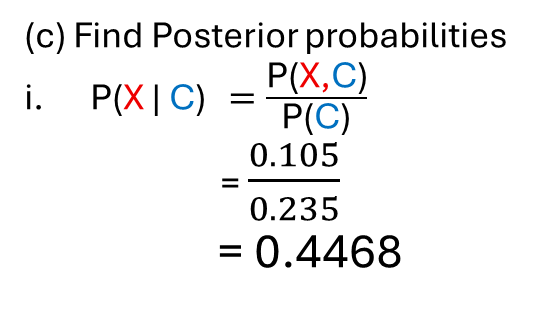 (c) Find Posterior probabilities
i. P(X | C) = P(X,C)
P(C)
= 0.105
0.235
= 0.4468